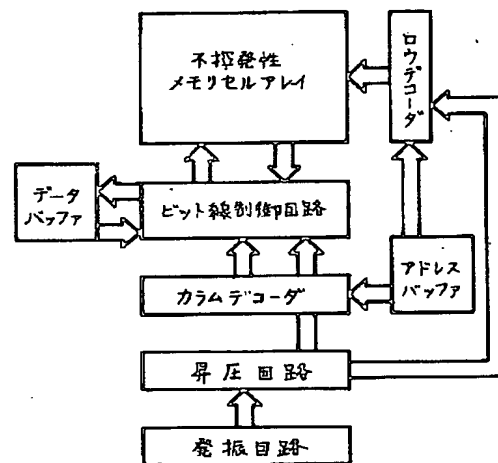 不揮発性
メモリセルアレイ
ロウデコーダ
データ
バッファ
ビット線制御回路
カラムデコーダ
アドレス
バッファ
昇圧回路
発振回路